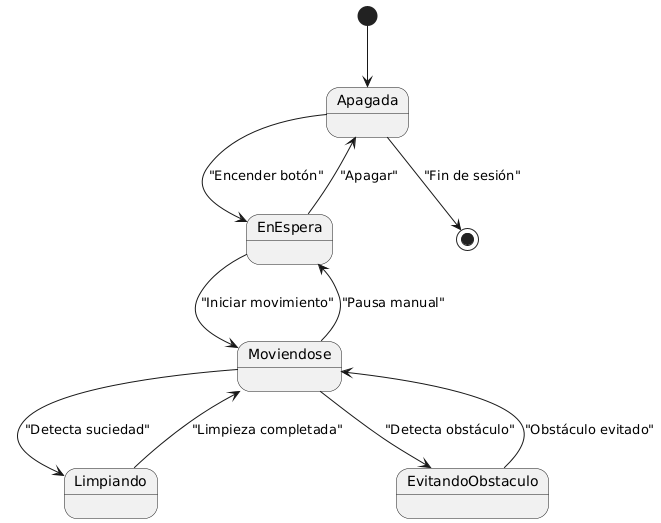 Apagada
"Encender botón"
"Apagar"
"Fin de sesión"
EnEspera
"Iniciar movimiento"
"Pausa manual"
Moviendose
"Detecta suciedad"
"Limpieza completada"
"Detecta obstáculo"
"Obstáculo evitado"
Limpiando
EvitandoObstaculo